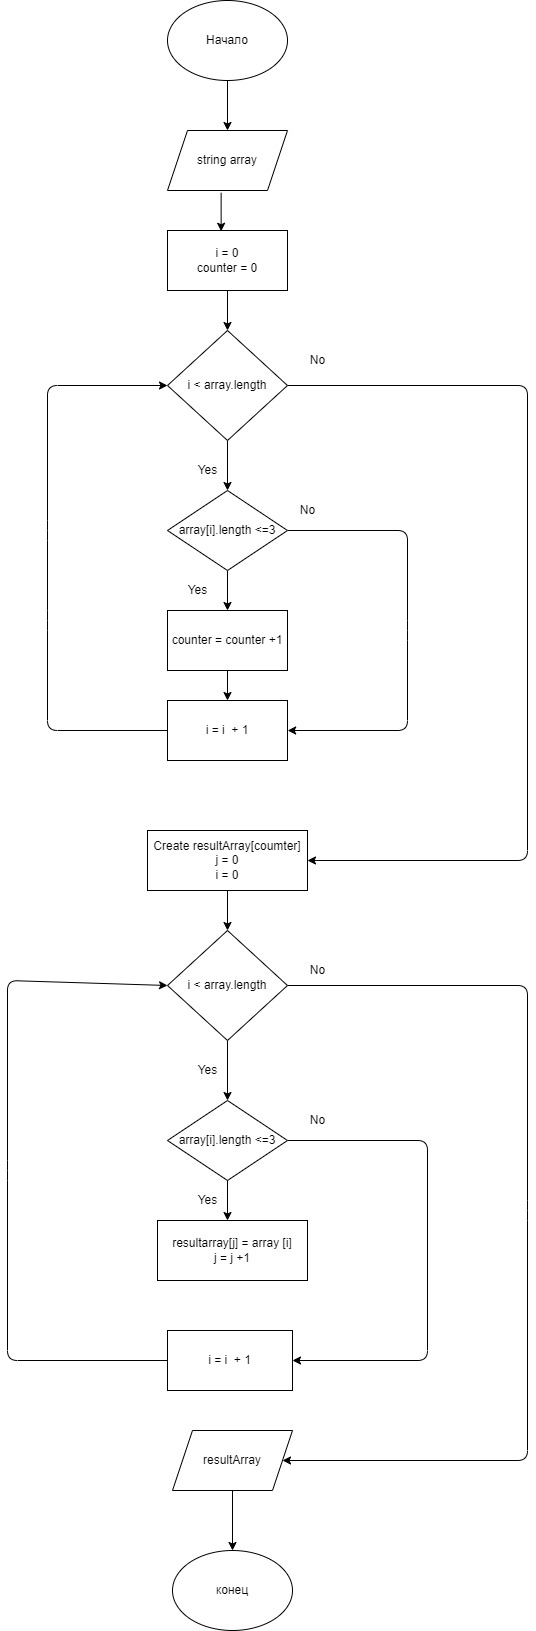 Начало
string array
i = 0
counter = 0
i < array.length
No
Yes
array[i].length <=3
No
Yes
counter = counter +1
i = i + 1
Create resultArray[coumter]
j = 0
i = 0
i < array.length
No
Yes
array[i].length <=3
No
Yes
resultarray[j] = array [i]
j = j +1
i = i + 1
resultArray
конец